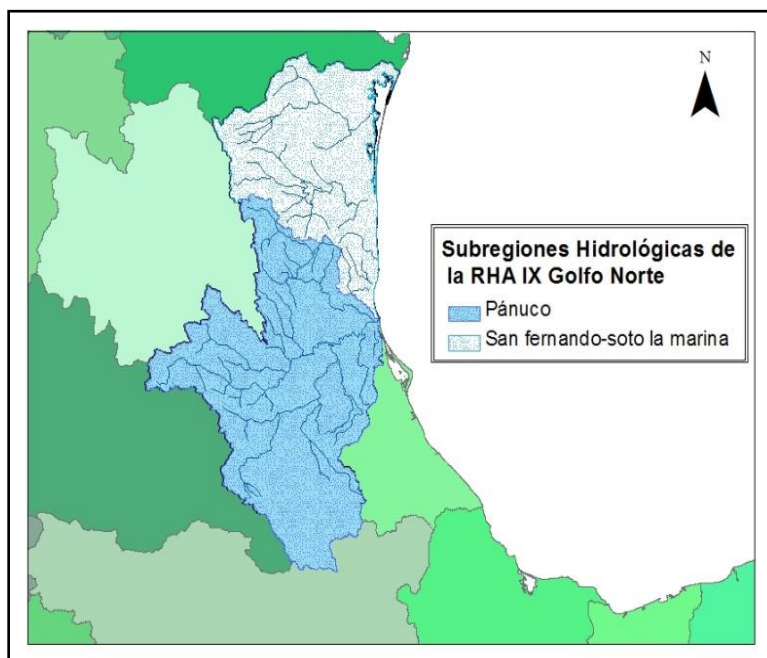 N
Subregiones Hidrológicas de
la RHA IX Golfo Norte
Pánuco
San fernando-soto la marina